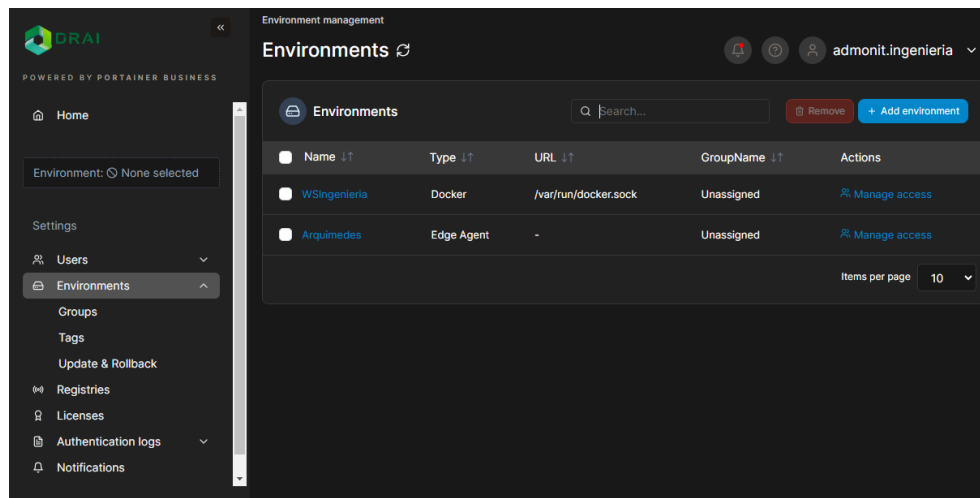 DRAI
POWERED BY PORTAINER BUSINESS
Home
Environment: None selected
Settings
Users
Environments
Groups
Tags
Update & Rollback
Registries
Licenses
Authentication logs
Notifications
Environment management
Environments
admonit.ingenieria
Environments
Search...
Remove
+ Add environment
Name Type URL GroupName Actions
WSIngenieria Docker /var/run/docker.sock Unassigned Manage access
Arquimedes Edge Agent - Unassigned Manage access
Items per page 10